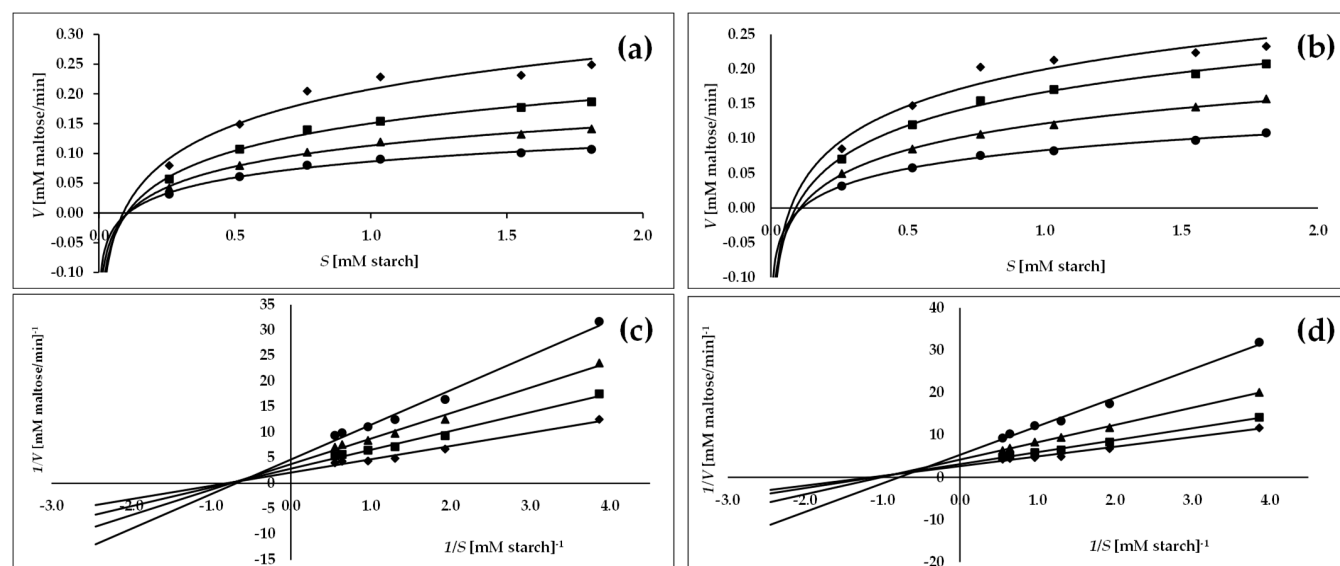 (a)
0.30
0.25
0.20
0.15
0.10
0.05
0.00
-0.05
-0.10
0.0 0.5 1.0 1.5 2.0
V [mM maltose/min]
S [mM starch]
(b)
0.25
0.20
0.15
0.10
0.05
0.00
-0.05
-0.10
0.0 0.5 1.0 1.5 2.0
V [mM maltose/min]
S [mM starch]
(c)
35
30
25
20
15
10
5
0
-5
-10
-15
-3.0 -2.0 -1.0 0.0 1.0 2.0 3.0 4.0
1/V [mM maltose/min]-1
1/S [mM starch]-1
(d)
40
30
20
10
0
-10
-20
-3.0 -2.0 -1.0 0.0 1.0 2.0 3.0 4.0
1/V [mM maltose/min]-1
1/S [mM starch]-1